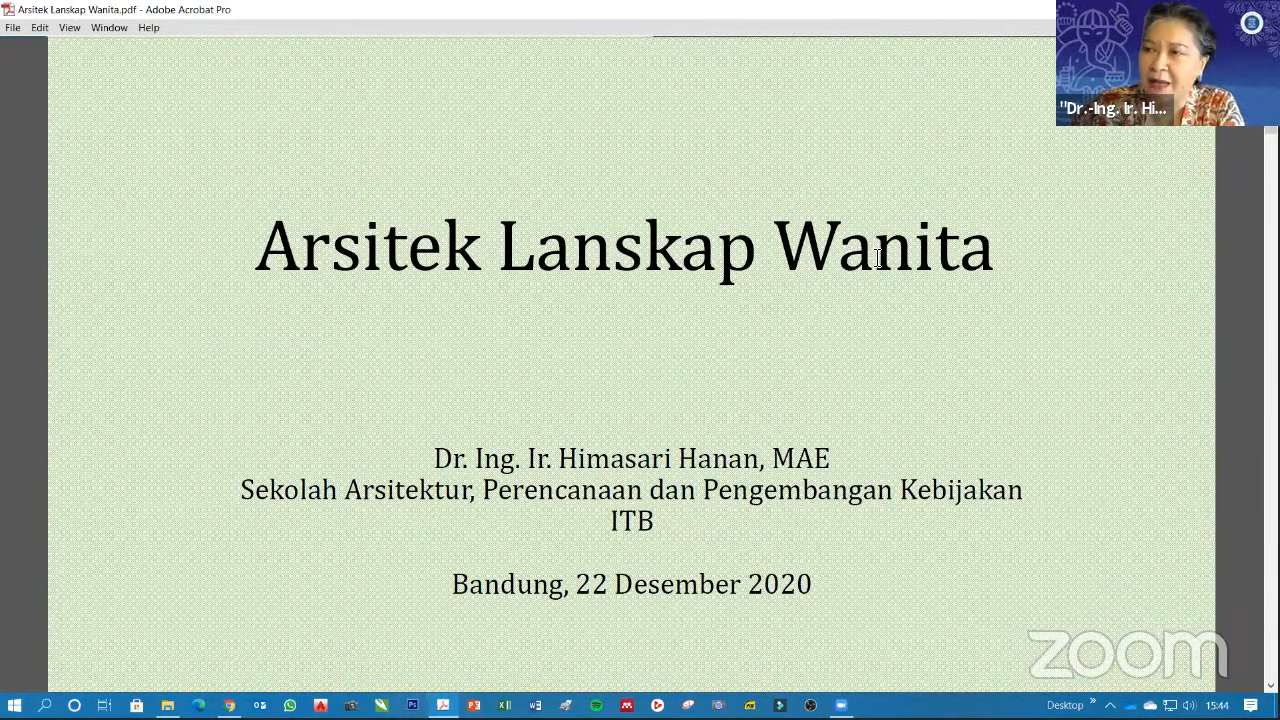 Arsitek Lanskap Wanita.pdf - Adobe Acrobat Pro
File Edit View Window Help
"Dr.-Ing. Ir. Hi...
Arsitek Lanskap Wanita
Dr. Ing. Ir. Himasari Hanan, MAE
Sekolah Arsitektur, Perencanaan dan Pengembangan Kebijakan
ITB
Bandung, 22 Desember 2020
zoom
Desktop
15:44